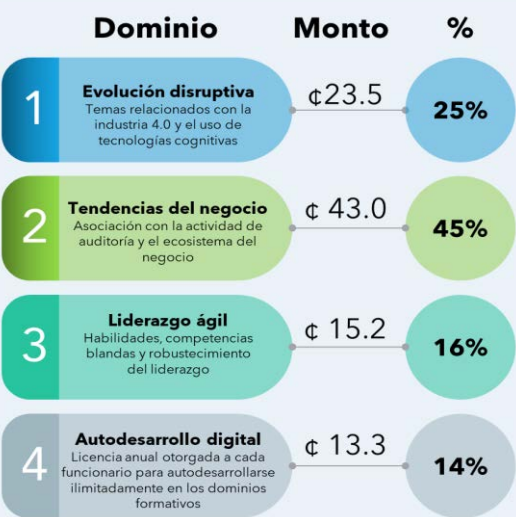 Dominio Monto %
1
Evolución disruptiva
Temas relacionados con la
industria 4.0 y el uso de
tecnologías cognitivas
¢23.5
25%
2
Tendencias del negocio
Asociación con la actividad de
auditoría y el ecosistema del
negocio
¢ 43.0
45%
3
Liderazgo ágil
Habilidades, competencias
blandas y robustecimiento
del liderazgo
¢ 15.2
16%
4
Autodesarrollo digital
Licencia anual otorgada a cada
funcionario para autodesarrollarse
ilimitadamente en los dominios
formativos
¢ 13.3
14%